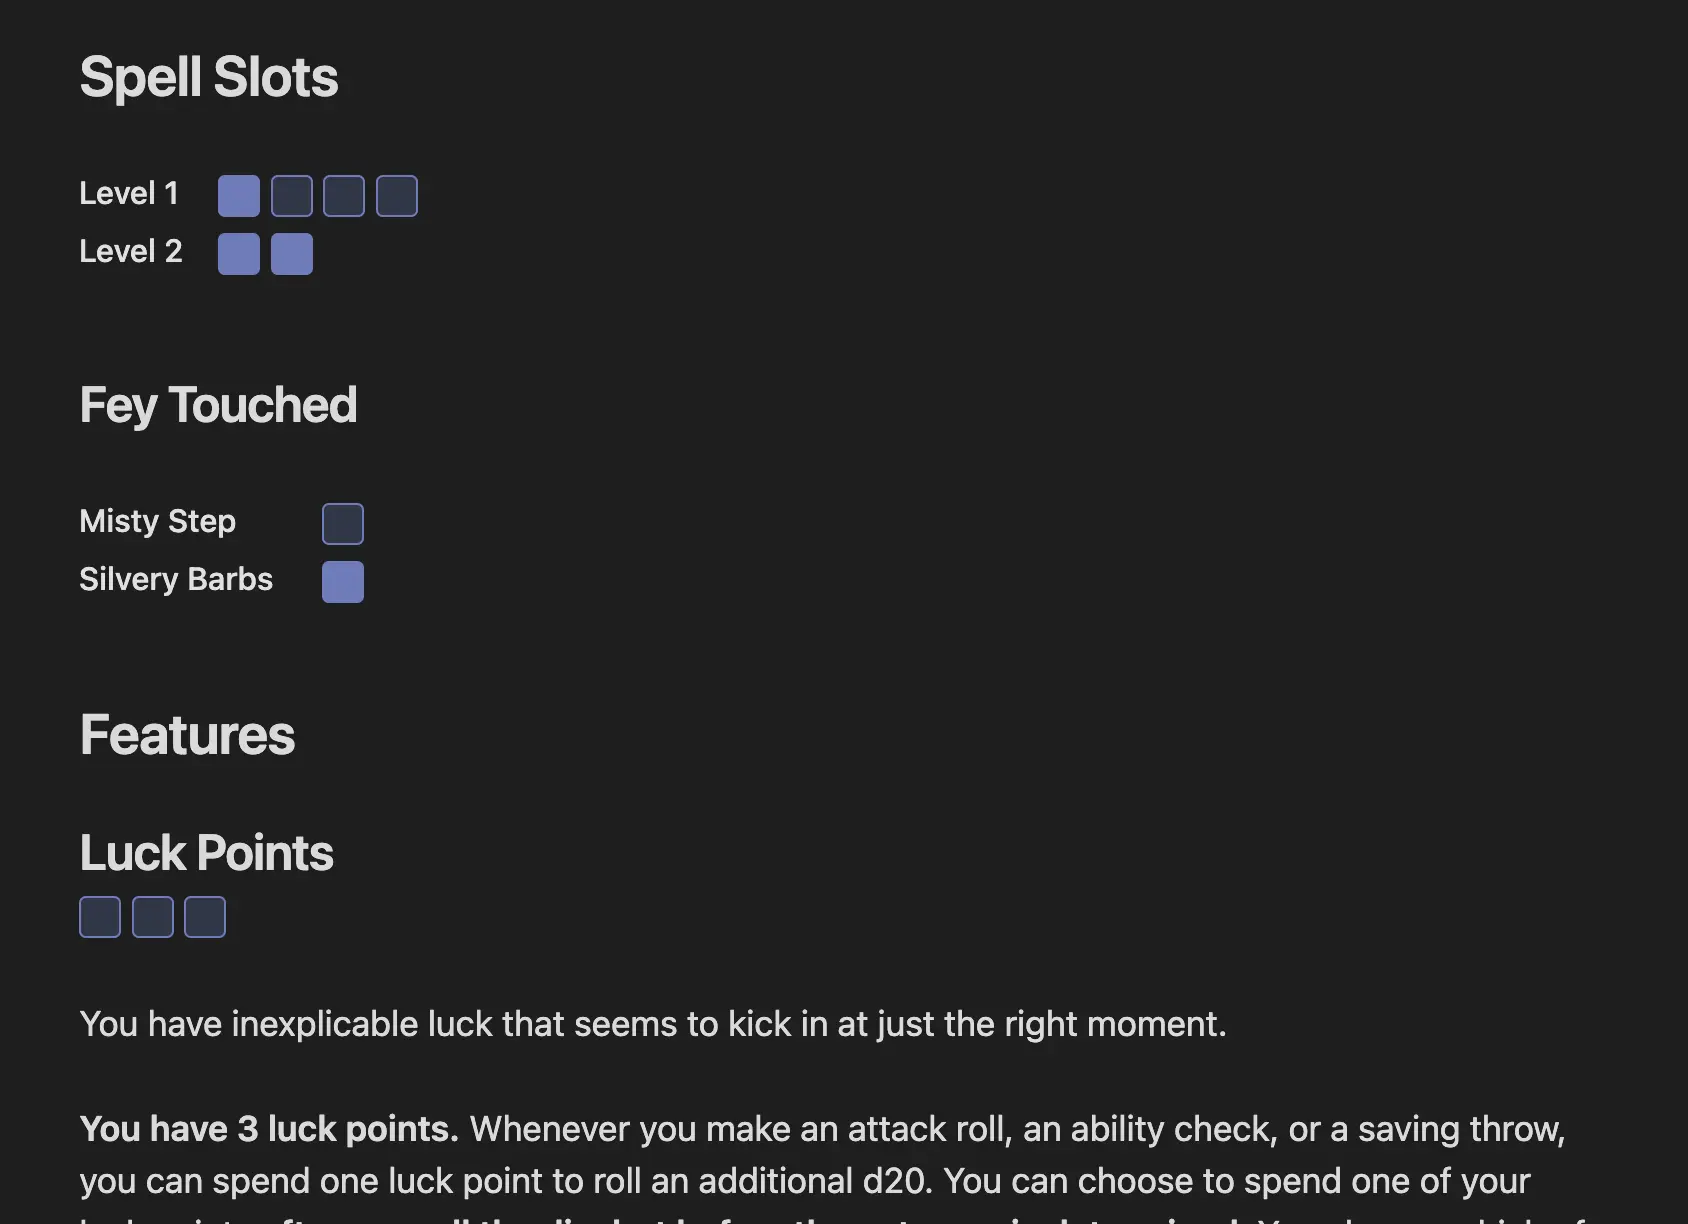 Spell Slots
Level 1
Level 2
Fey Touched
Misty Step
Silvery Barbs
Features
Luck Points
You have inexplicable luck that seems to kick in at just the right moment.
You have 3 luck points. Whenever you make an attack roll, an ability check, or a saving throw,
you can spend one luck point to roll an additional d20. You can choose to spend one of your